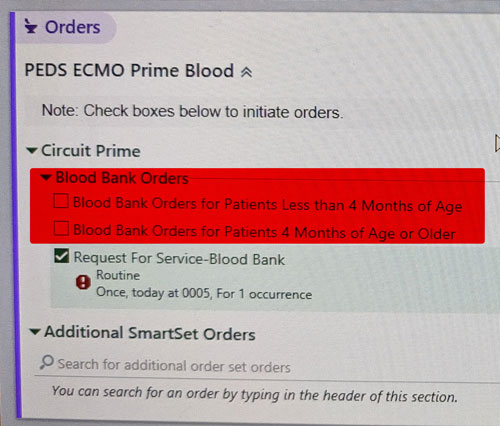 Orders
PEDS ECMO Prime Blood
Note: Check boxes below to initiate orders.
Circuit Prime
Blood Bank Orders
Blood Bank Orders for Patients Less than 4 Months of Age
Blood Bank Orders for Patients 4 Months of Age or Older
Request For Service-Blood Bank
Routine
Once, today at 0005, For 1 occurrence
Additional SmartSet Orders
Search for additional order set orders
You can search for an order by typing in the header of this section.